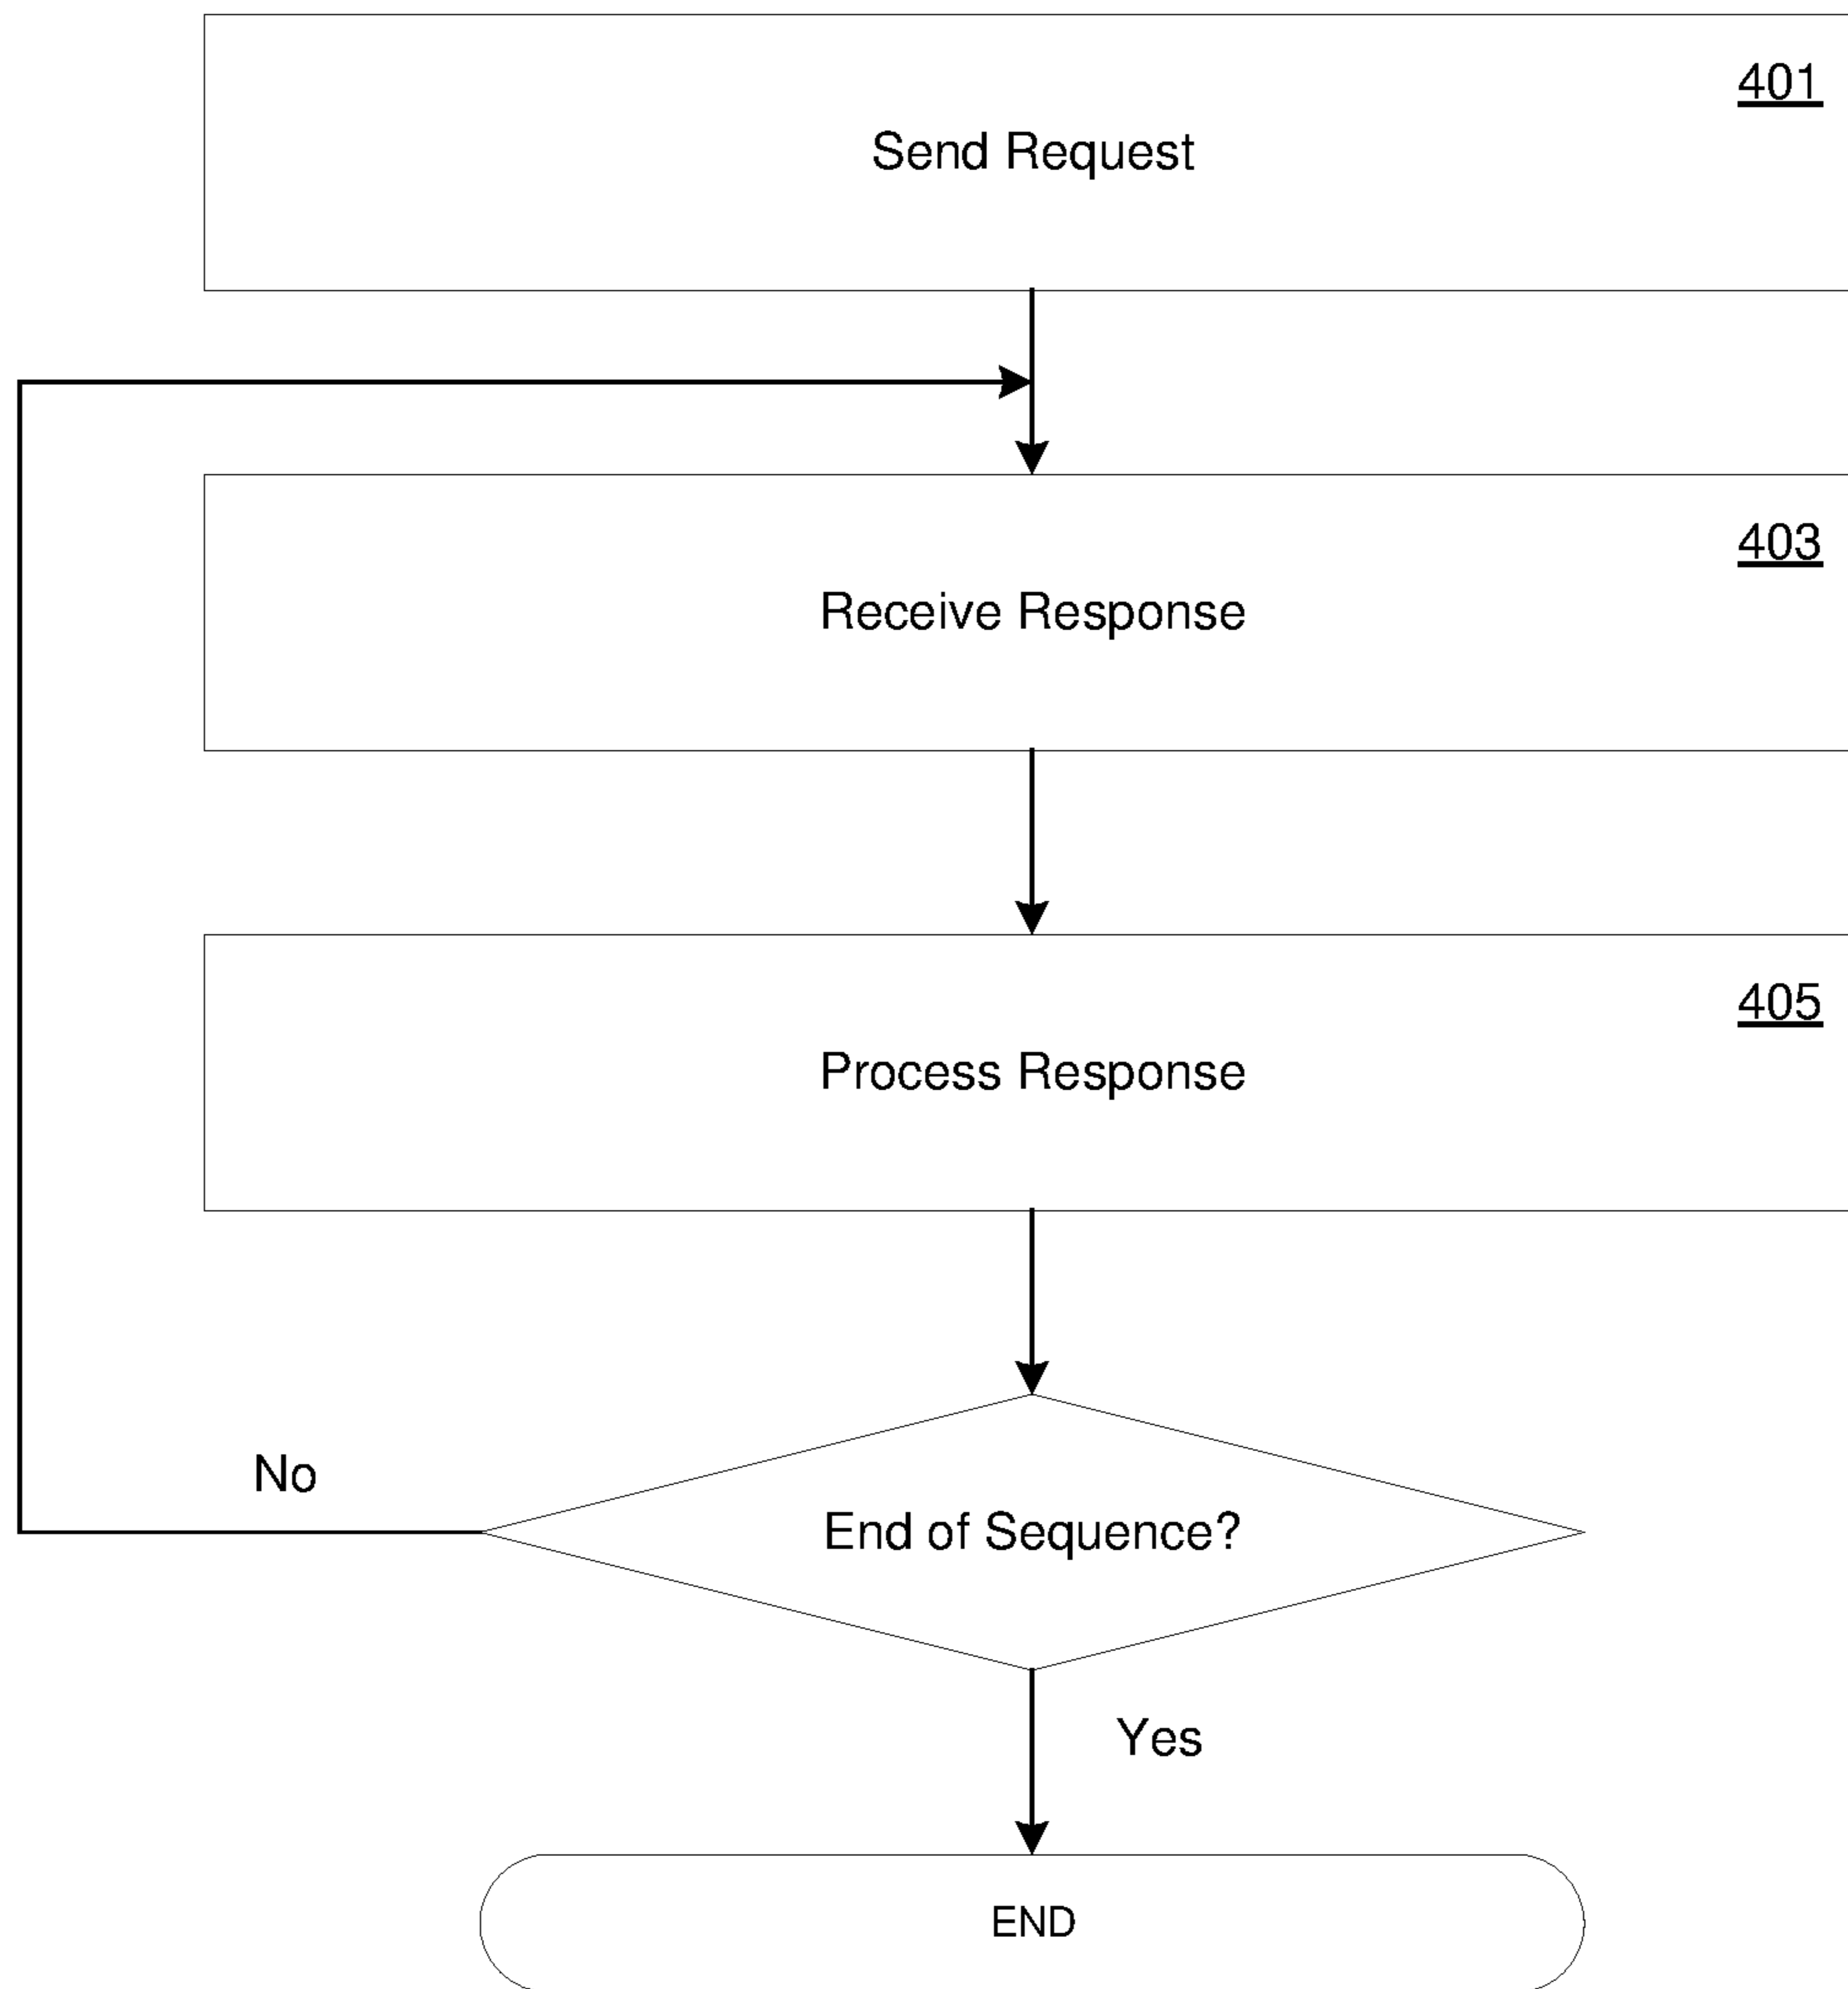 401
Send Request
403
Receive Response
405
Process Response
No
End of Sequence?
Yes
END